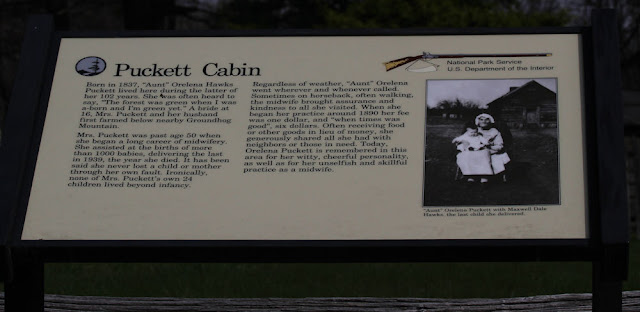 Puckett Cabin
National Park Service
U.S. Department of the Interior
Born in 1837, "Aunt" Orelena Hawks
Puckett lived here during the latter of
her 102 years. She was often heard to
say, "The forest was green when I was
a-born and I'm green yet." A bride at
16, Mrs. Puckett and her husband
first farmed below nearby Groundhog
Mountain.
Mrs. Puckett was past age 50 when
she began a long career of midwifery.
She assisted at the births of more
than 1000 babies, delivering the last
in 1939, the year she died. It has been
said she never lost a child or mother
through her own fault. Ironically,
none of Mrs. Puckett's own 24
children lived beyond infancy.
Regardless of weather, "Aunt" Orelena
went wherever and whenever called.
Sometimes on horseback, often walking,
the midwife brought assurance and
kindness to all she visited. When she
began her practice around 1890 her fee
was one dollar, and "when times was
good", six dollars. Often receiving food
or other goods in lieu of money, she
generously shared all she had with
neighbors or those in need. Today,
Orelena Puckett is remembered in this
area for her witty, cheerful personality,
as well as for her unselfish and skillful
practice as a midwife.
"Aunt" Orelena Puckett with Maxwell Dale
Hawks, the last child she delivered.